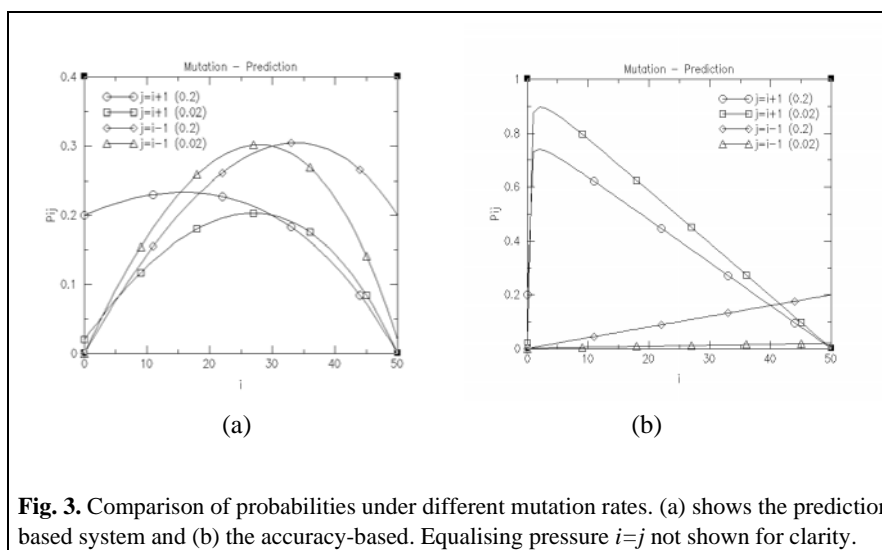 Mutation – Prediction
0.4
0.3
0.2
0.1
0
0 10 20 30 40 50
Pij
i
j=i+1 (0.2)
j=i+1 (0.02)
j=i−1 (0.2)
j=i−1 (0.02)
(a)
Mutation – Prediction
1
0.8
0.6
0.4
0.2
0
0 10 20 30 40 50
Pij
i
j=i+1 (0.2)
j=i+1 (0.02)
j=i−1 (0.2)
j=i−1 (0.02)
(b)
Fig. 3. Comparison of probabilities under different mutation rates. (a) shows the prediction
based system and (b) the accuracy-based. Equalising pressure i=j not shown for clarity.